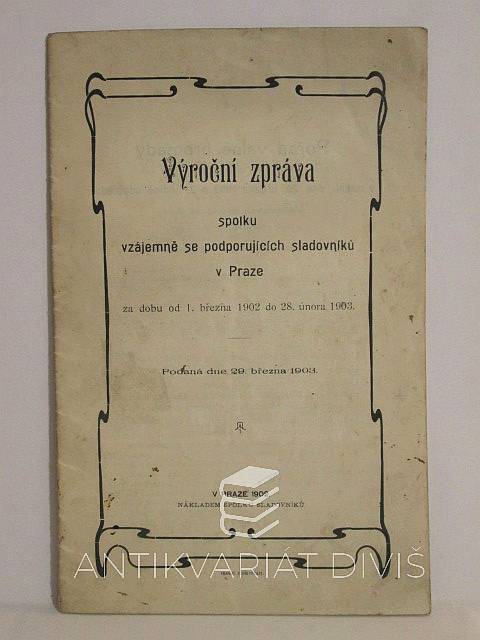 Výroční zpráva
spolku
vzájemně se podporujících sladovníků
v Praze
za dobu od 1. března 1902 do 28. února 1903.
Podaná dne 29. března 1903.
V PRAZE 1903.
NÁKLADEM SPOLKU SLADOVNÍKŮ
ANTIKVARIÁT DIVIŠ